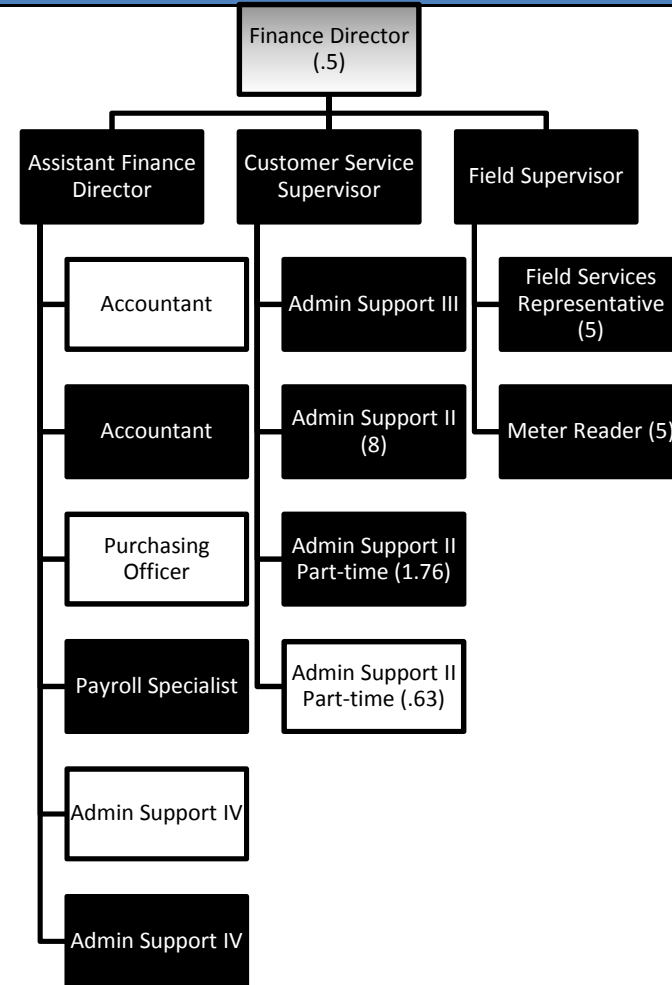 Finance Director
(.5)
Assistant Finance
Director
Customer Service
Supervisor
Field Supervisor
Accountant
Accountant
Purchasing
Officer
Payroll Specialist
Admin Support IV
Admin Support IV
Admin Support III
Admin Support II
(8)
Admin Support II
Part-time (1.76)
Admin Support II
Part-time (.63)
Field Services
Representative
(5)
Meter Reader (5)